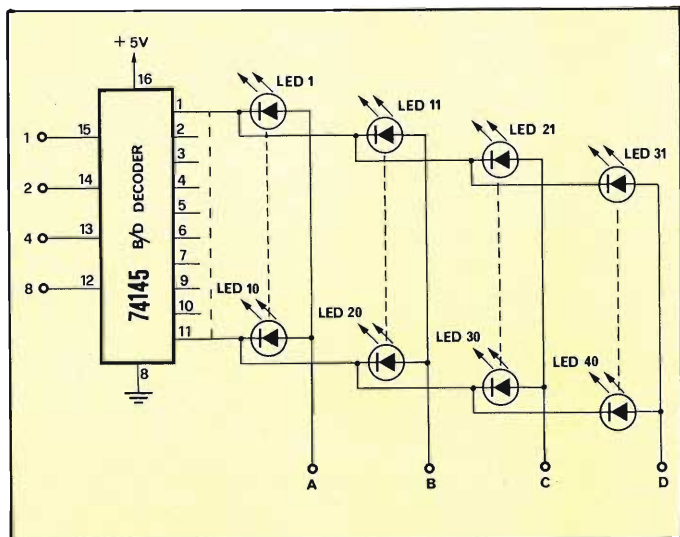 + 5V
16
74145
B/D DECODER
1
2
4
8
15
14
13
12
1
2
3
4
5
6
7
9
10
11
8
LED 1
LED 11
LED 21
LED 31
LED 10
LED 20
LED 30
LED 40
A
B
C
D